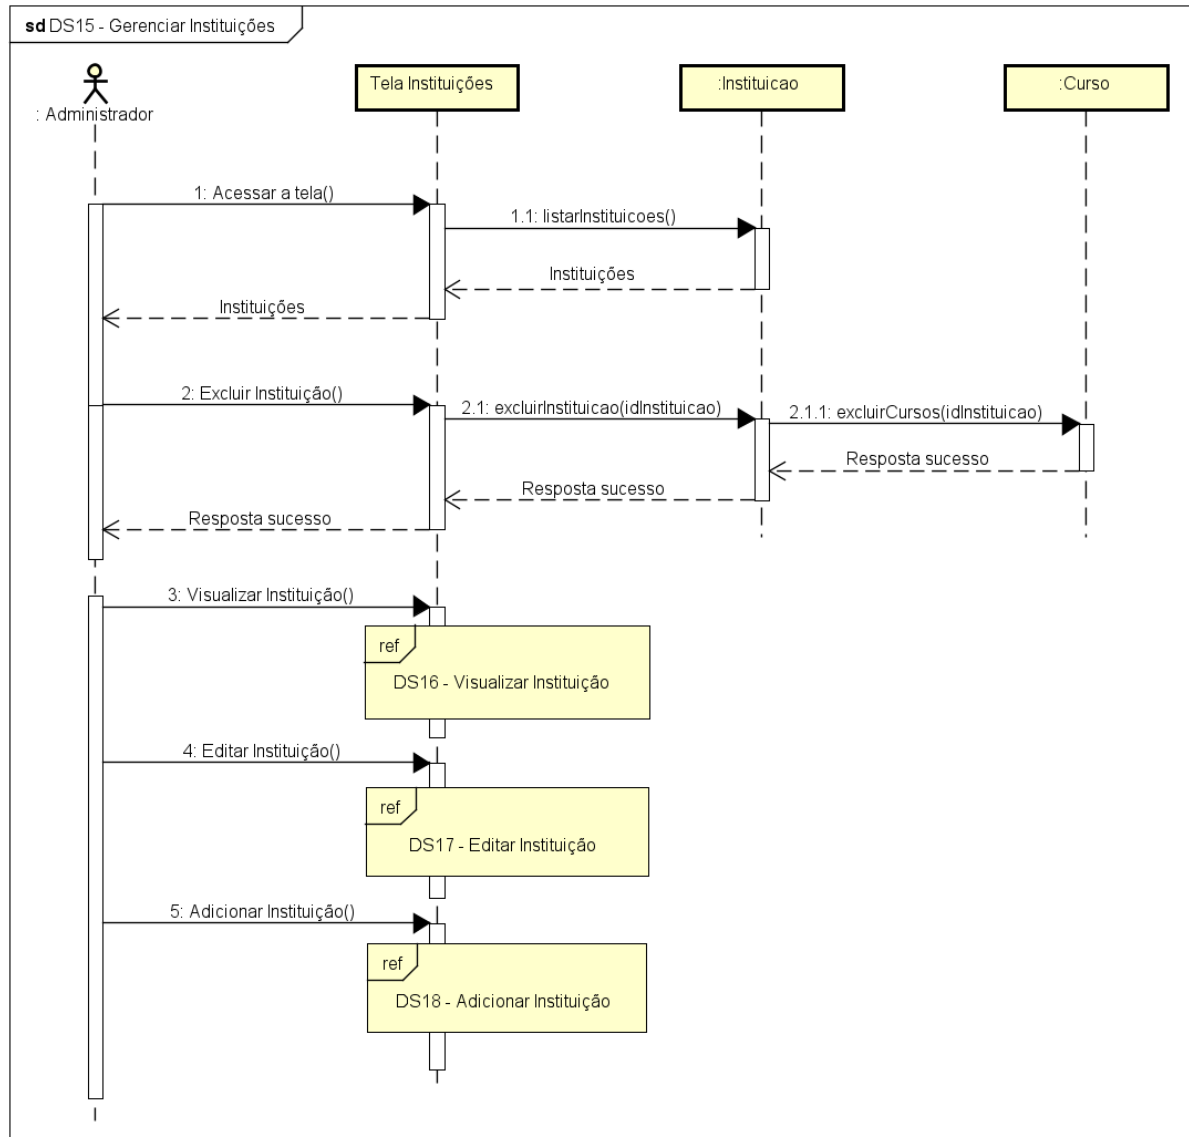 sd DS15 - Gerenciar Instituições
: Administrador
Tela Instituições
:Instituicao
:Curso
1: Acessar a tela()
1.1: listarInstituicoes()
Instituições
Instituições
2: Excluir Instituição()
2.1: excluirInstituicao(idInstituicao)
2.1.1: excluirCursos(idInstituicao)
Resposta sucesso
Resposta sucesso
Resposta sucesso
3: Visualizar Instituição()
ref
DS16 - Visualizar Instituição
4: Editar Instituição()
ref
DS17 - Editar Instituição
5: Adicionar Instituição()
ref
DS18 - Adicionar Instituição